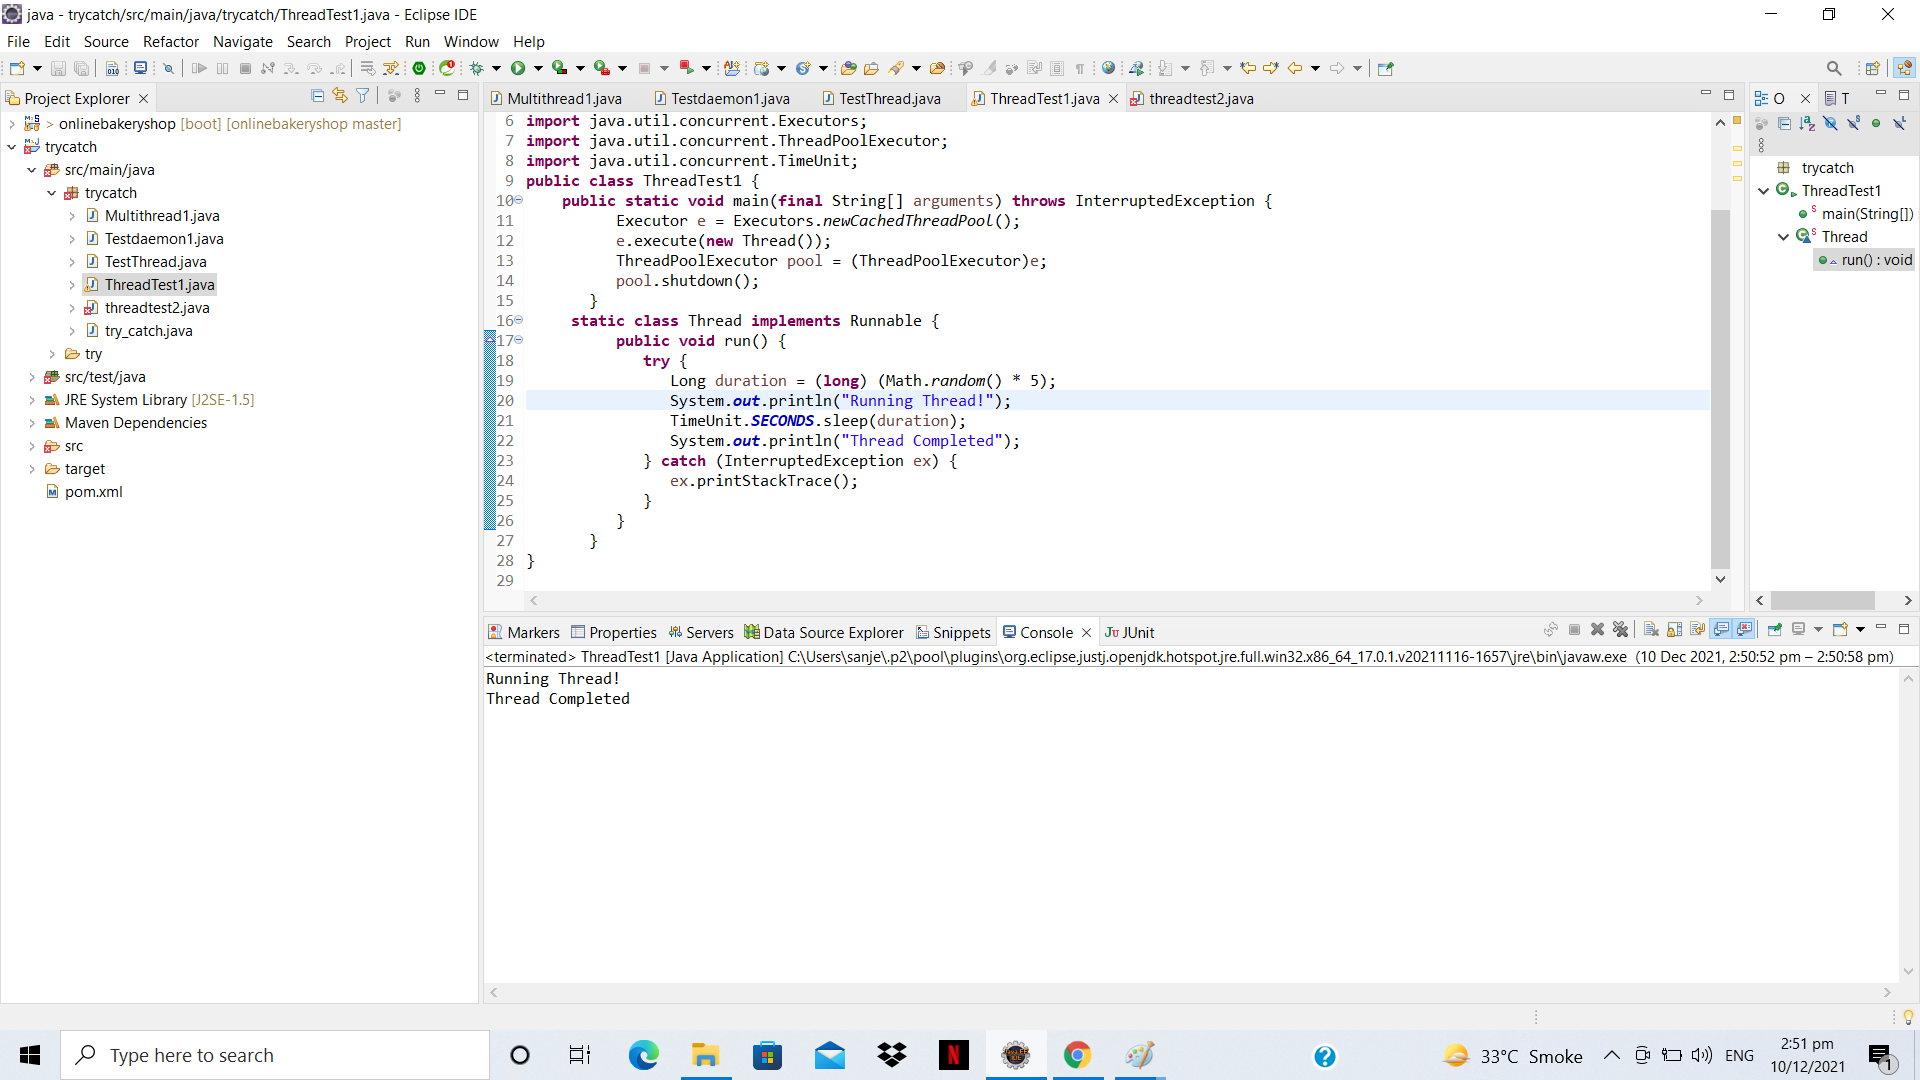 java - trycatch/src/main/java/trycatch/ThreadTest1.java - Eclipse IDE
File Edit Source Refactor Navigate Search Project Run Window Help
Project Explorer
> onlinebakeryshop [boot] [onlinebakeryshop master]
trycatch
src/main/java
trycatch
Multithread1.java
Testdaemon1.java
TestThread.java
ThreadTest1.java
threadtest2.java
try_catch.java
try
src/test/java
JRE System Library [J2SE-1.5]
Maven Dependencies
src
target
pom.xml
Multithread1.java Testdaemon1.java TestThread.java ThreadTest1.java threadtest2.java
6 import java.util.concurrent.Executors;
7 import java.util.concurrent.ThreadPoolExecutor;
8 import java.util.concurrent.TimeUnit;
9 public class ThreadTest1 {
10 public static void main(final String[] arguments) throws InterruptedException {
11 Executor e = Executors.newCachedThreadPool();
12 e.execute(new Thread());
13 ThreadPoolExecutor pool = (ThreadPoolExecutor)e;
14 pool.shutdown();
15 }
16 static class Thread implements Runnable {
17 public void run() {
18 try {
19 Long duration = (long) (Math.random() * 5);
20 System.out.println("Running Thread!");
21 TimeUnit.SECONDS.sleep(duration);
22 System.out.println("Thread Completed");
23 } catch (InterruptedException ex) {
24 ex.printStackTrace();
25 }
26 }
27 }
28 }
29
O T
trycatch
ThreadTest1
main(String[])
Thread
run() : void
Markers Properties Servers Data Source Explorer Snippets Console JUnit
<terminated> ThreadTest1 [Java Application] C:\Users\sanje\.p2\pool\plugins\org.eclipse.justj.openjdk.hotspot.jre.full.win32.x86_64_17.0.1.v20211116-1657\jre\bin\javaw.exe (10 Dec 2021, 2:50:52 pm – 2:50:58 pm)
Running Thread!
Thread Completed
Type here to search
33°C Smoke
ENG
2:51 pm
10/12/2021
1